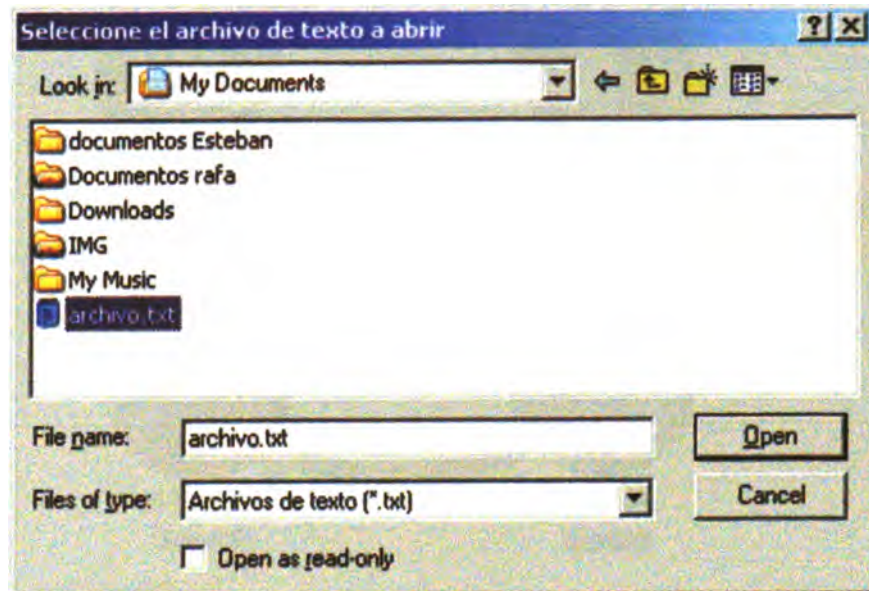 Seleccione el archivo de texto a abrir
Look in: My Documents
documentos Esteban
Documentos rafa
Downloads
IMG
My Music
archivo.txt
File name: archivo.txt Open
Files of type: Archivos de texto (*.txt) Cancel
Open as read-only